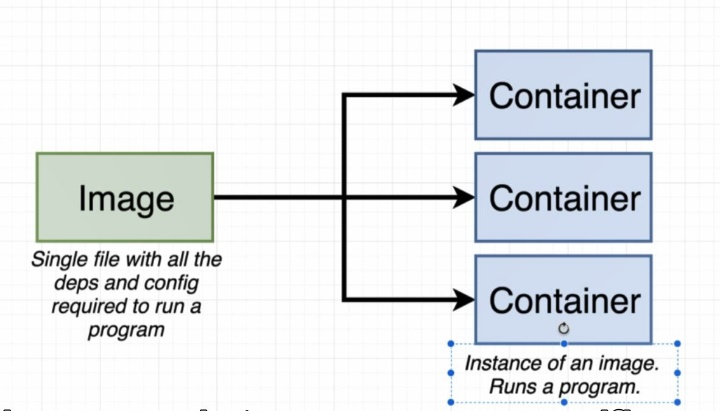 Container
Image
Container
Single file with all the
deps and config
required to run a
program
Container
Instance of an image.
Runs a program.